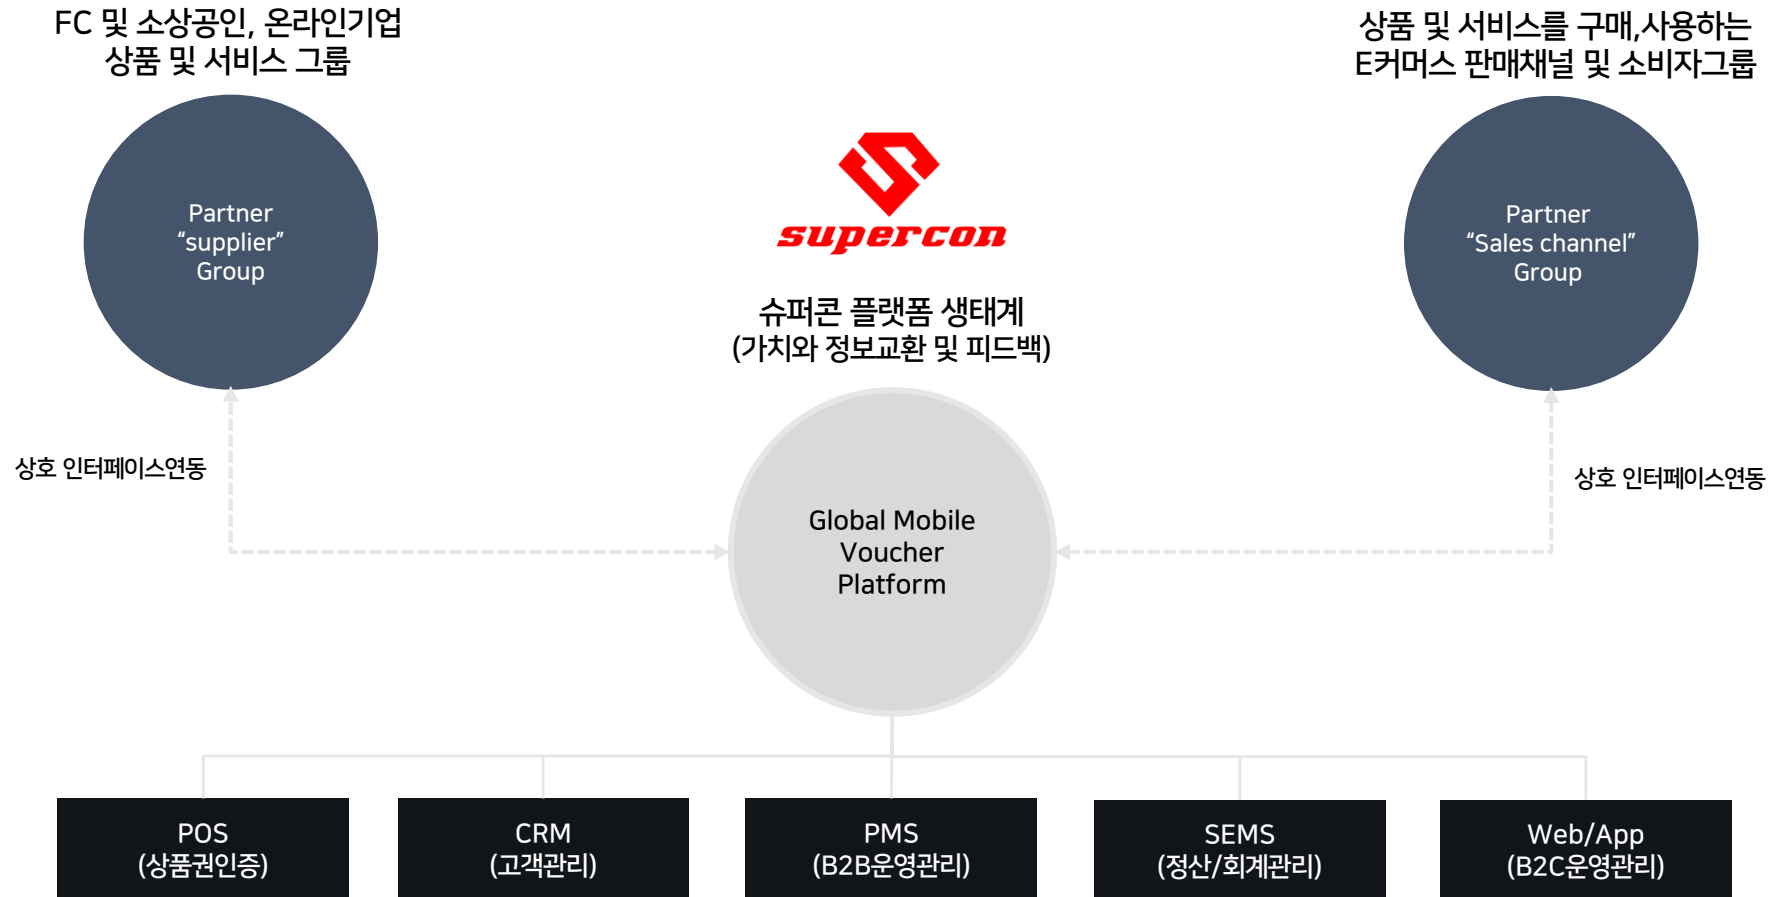 FC 및 소상공인, 온라인기업
상품 및 서비스 그룹
상품 및 서비스를 구매,사용하는
E커머스 판매채널 및 소비자그룹
Partner
“supplier”
Group
supercon
Partner
“Sales channel”
Group
슈퍼콘 플랫폼 생태계
(가치와 정보교환 및 피드백)
상호 인터페이스연동
상호 인터페이스연동
Global Mobile
Voucher
Platform
POS
(상품권인증)
CRM
(고객관리)
PMS
(B2B운영관리)
SEMS
(정산/회계관리)
Web/App
(B2C운영관리)